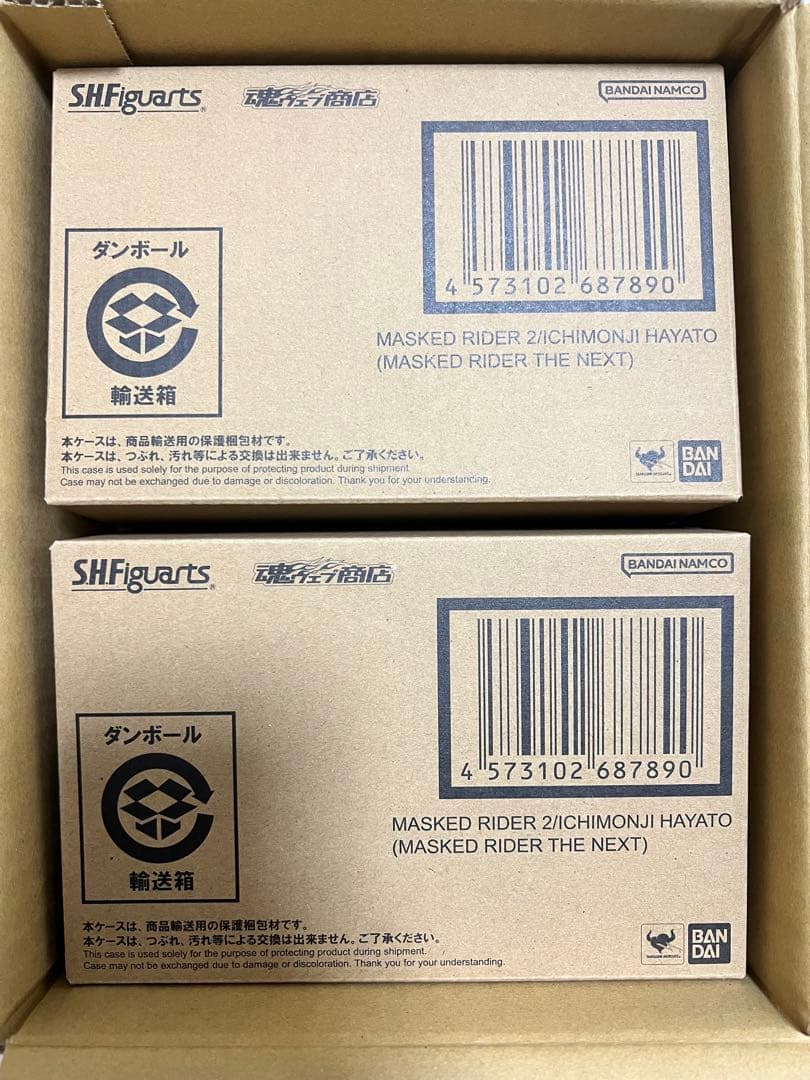 S.H.Figuarts®
魂ウェブ商店
BANDAI NAMCO
4 573102 687890
ダンボール
輸送箱
MASKED RIDER 2/ICHIMONJI HAYATO
(MASKED RIDER THE NEXT)
本ケースは、商品輸送用の保護梱包材です。
本ケースは、つぶれ、汚れ等による交換は出来ません。ご了承ください。
This case is used solely for the purpose of protecting product during shipment.
Case may not be exchanged due to damage or discoloration. Thank you for your understanding.
BAN
DAI
S.H.Figuarts®
魂ウェブ商店
BANDAI NAMCO
4 573102 687890
ダンボール
輸送箱
MASKED RIDER 2/ICHIMONJI HAYATO
(MASKED RIDER THE NEXT)
本ケースは、商品輸送用の保護梱包材です。
本ケースは、つぶれ、汚れ等による交換は出来ません。ご了承ください。
This case is used solely for the purpose of protecting product during shipment.
Case may not be exchanged due to damage or discoloration. Thank you for your understanding.
BAN
DAI